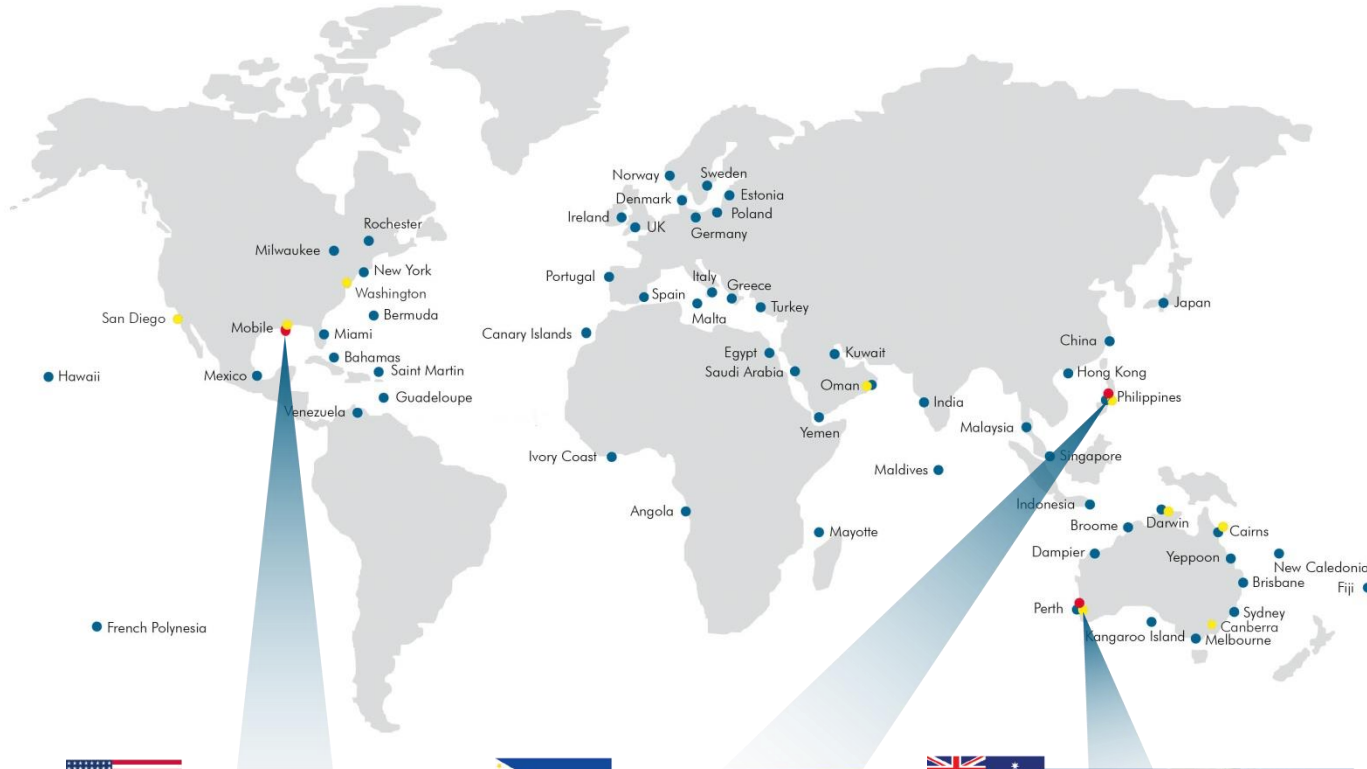 Norway
Sweden
Denmark
Estonia
Ireland
Poland
UK
Germany
Rochester
Milwaukee
New York
Washington
Bermuda
San Diego
Mobile
Miami
Bahamas
Hawaii
Mexico
Saint Martin
Guadeloupe
Venezuela
Portugal
Italy
Greece
Spain
Malta
Turkey
Canary Islands
Egypt
Kuwait
Saudi Arabia
Oman
Yemen
India
Ivory Coast
Maldives
Angola
Mayotte
Japan
China
Hong Kong
Philippines
Malaysia
Singapore
Indonesia
Broome
Darwin
Cairns
Dampier
Yeppoon
New Caledonia
Brisbane
Fiji
Perth
Sydney
Canberra
Kangaroo Island
Melbourne
French Polynesia